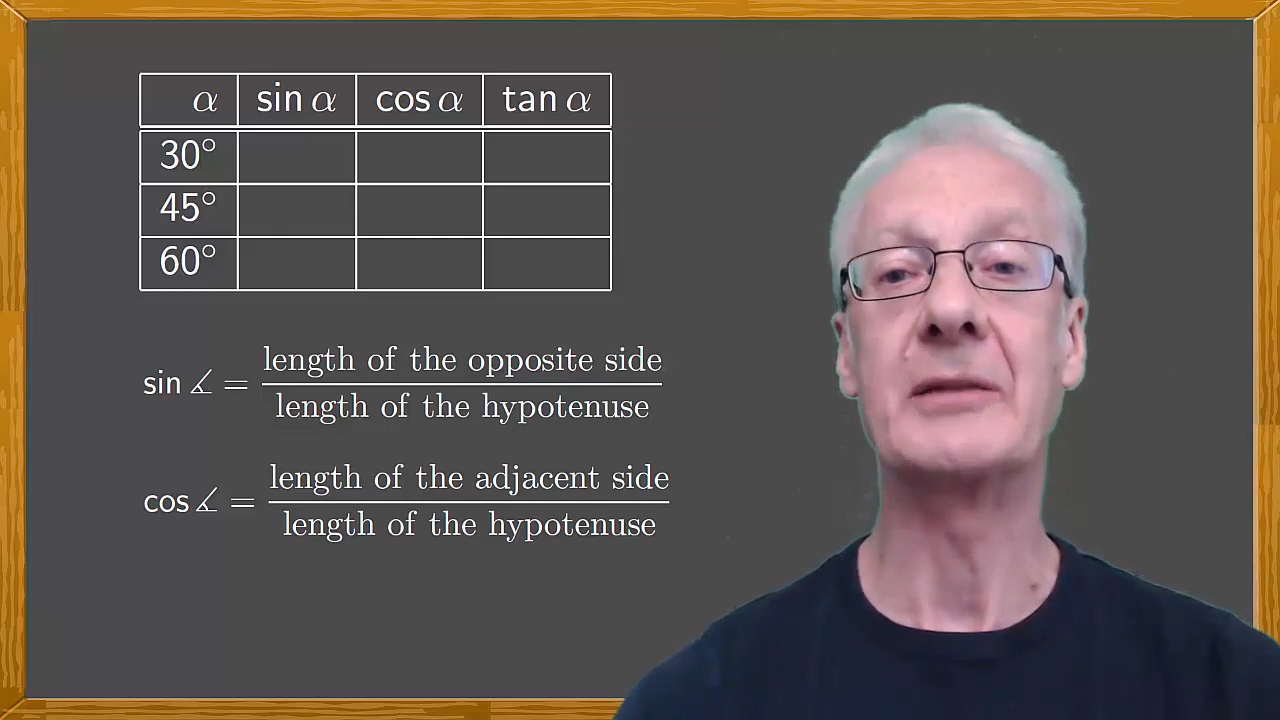 α sin α cos α tan α
30°
45°
60°
sin ∡ = length of the opposite side
length of the hypotenuse
cos ∡ = length of the adjacent side
length of the hypotenuse